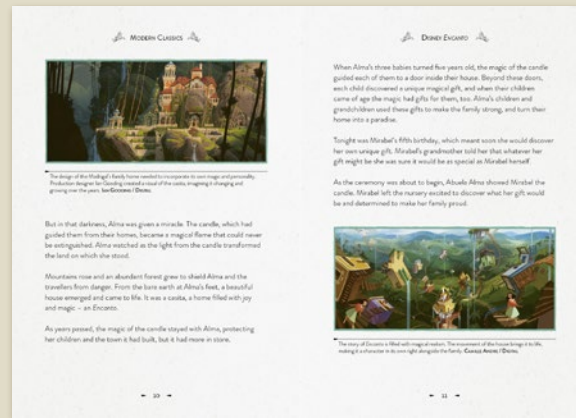 MODERN CLASSICS
The design of the Madrigal's family home needed to incorporate its own magic and personality.
Production designer Ian Gooding created a visual of the casita, imagining it changing and
growing over the years. IAN GOODING / DIGITAL
But in that darkness, Alma was given a miracle. The candle, which had
guided them from their homes, became a magical flame that could never
be extinguished. Alma watched as the light from the candle transformed
the land on which she stood.
Mountains rose and an abundant forest grew to shield Alma and the
travellers from danger. From the bare earth at Alma's feet, a beautiful
house emerged and came to life. It was a casita, a home filled with joy
and magic – an Encanto.
As years passed, the magic of the candle stayed with Alma, protecting
her children and the town it had built, but it had more in store.
10
DISNEY ENCANTO
When Alma's three babies turned five years old, the magic of the candle
guided each of them to a door inside their house. Beyond these doors,
each child discovered a unique magical gift, and when their children
came of age the magic had gifts for them, too. Alma's children and
grandchildren used these gifts to make the family strong, and turn their
home into a paradise.
Tonight was Mirabel's fifth birthday, which meant soon she would discover
her own unique gift. Mirabel's grandmother told her that whatever her
gift might be she was sure it would be as special as Mirabel herself.
As the ceremony was about to begin, Abuela Alma showed Mirabel the
candle. Mirabel left the nursery excited to discover what her gift would
be and determined to make her family proud.
The story of Encanto is filled with magical realism. The movement of the house brings it to life,
making it a character in its own right alongside the family. CAMILLE ANDRE / DIGITAL
11